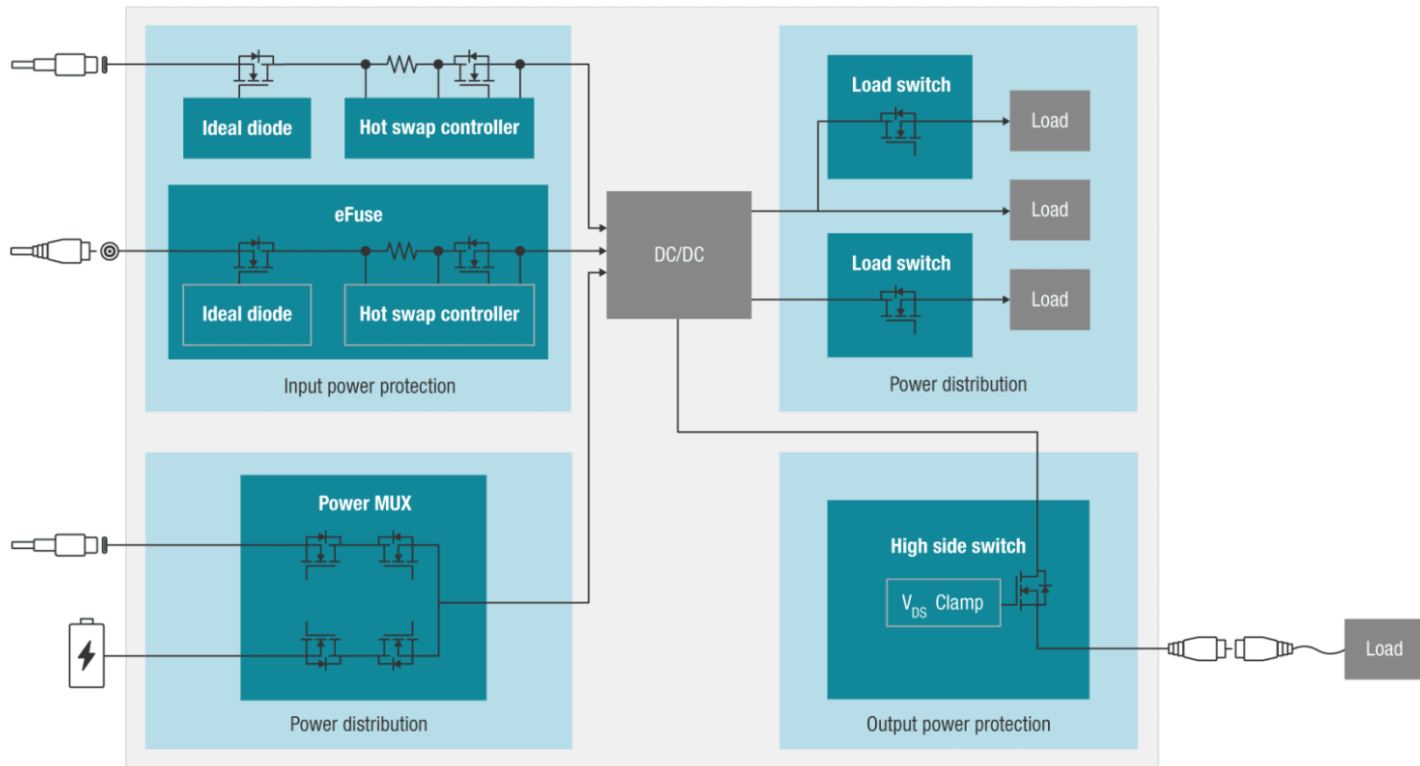 Ideal diode
Hot swap controller
eFuse
Ideal diode
Hot swap controller
Input power protection
Power MUX
Power distribution
DC/DC
Load switch
Load
Load
Load switch
Load
Power distribution
High side switch
VDS Clamp
Output power protection
Load